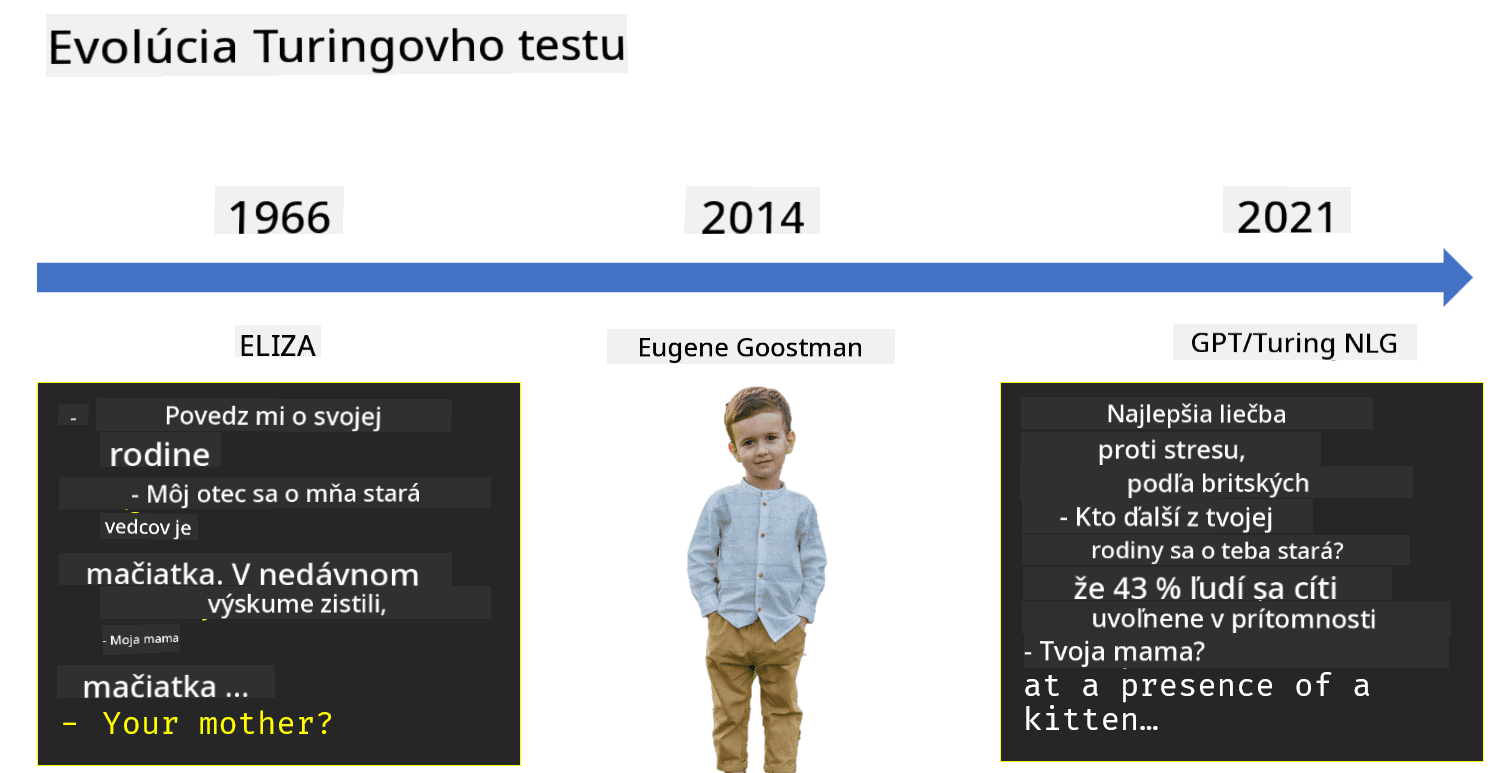 Evolúcia Turingovho testu
1966
2014
2021
ELIZA
Eugene Goostman
GPT/Turing NLG
- Povedz mi o svojej
rodine
- Môj otec sa o mňa stará
vedcov je
mačiatka. V nedávnom
výskume zistili,
- Moja mama
mačiatka ...
- Your mother?
Najlepšia liečba
proti stresu,
podľa britských
- Kto ďalší z tvojej
rodiny sa o teba stará?
že 43 % ľudí sa cíti
uvoľnene v prítomnosti
- Tvoja mama?
at a presence of a
kitten…